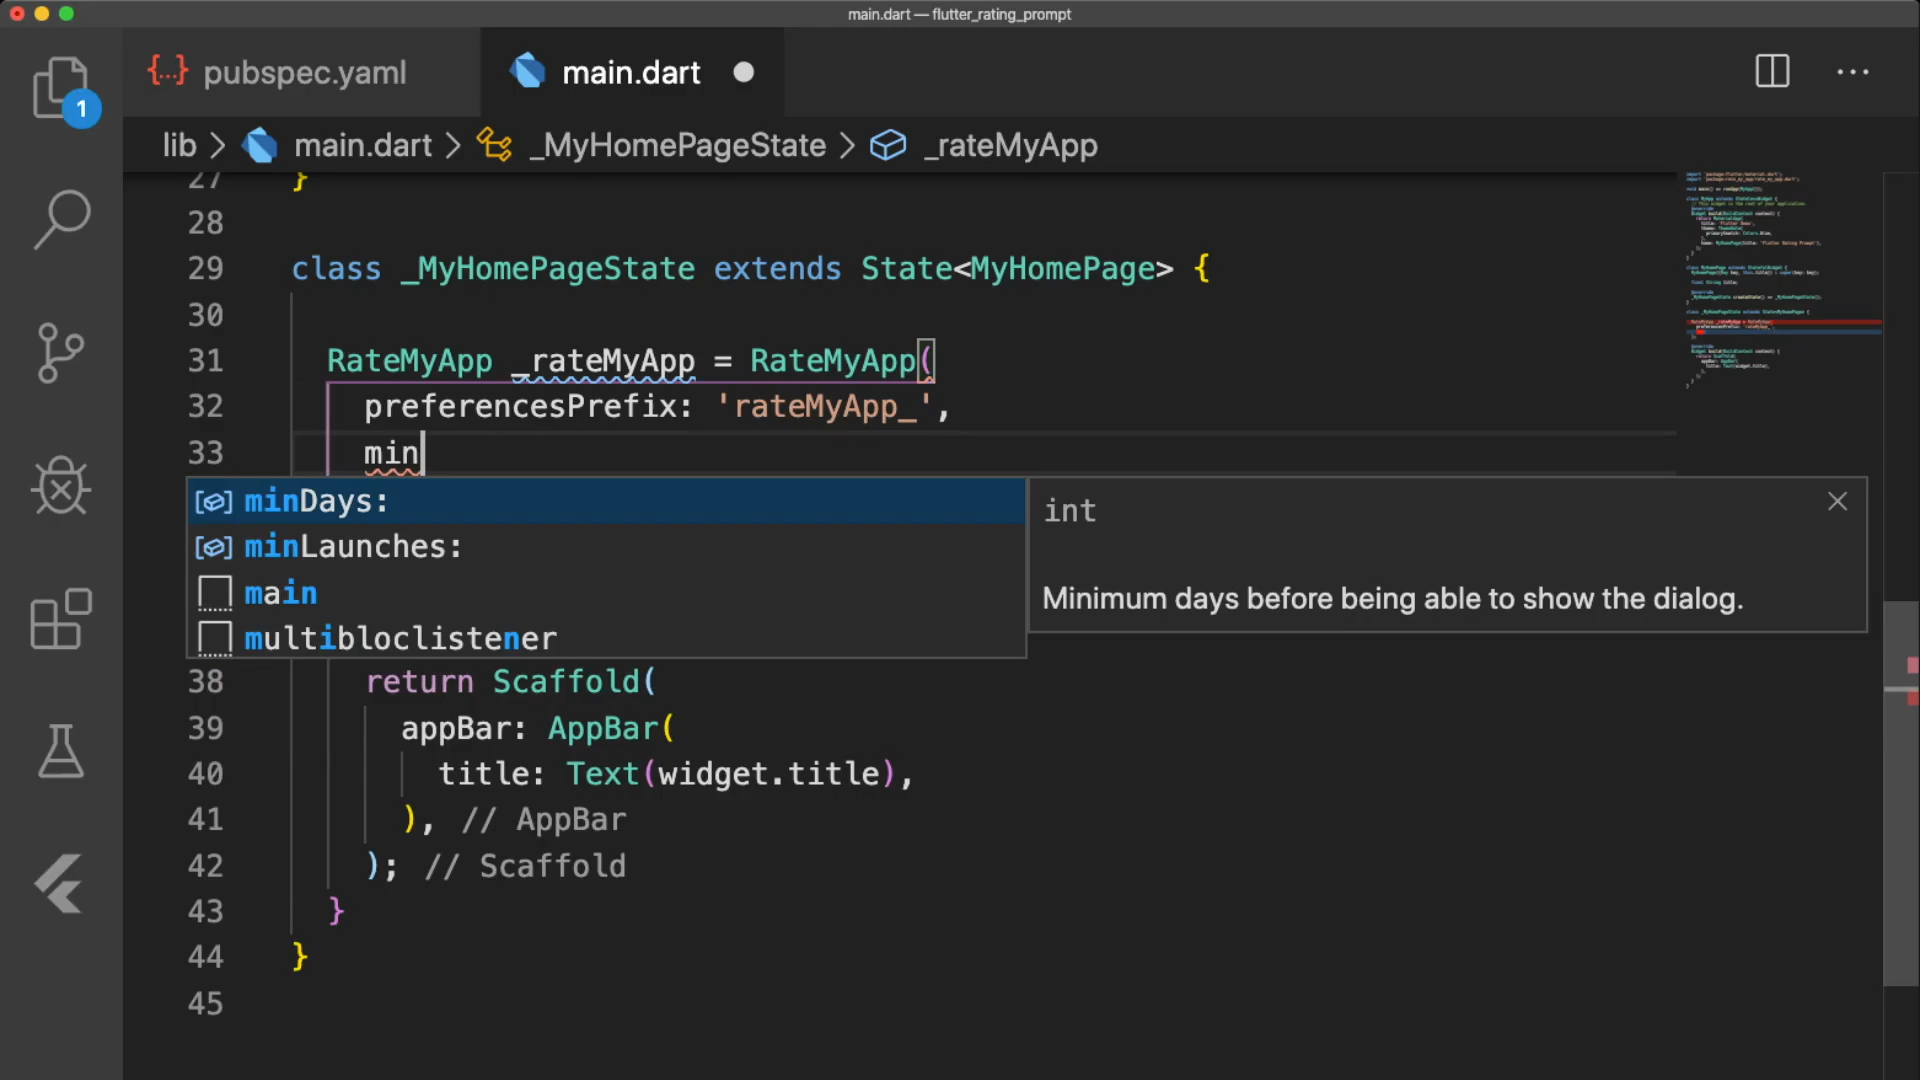 main.dart — flutter_rating_prompt
{...} pubspec.yaml
main.dart
1
lib > main.dart > _MyHomePageState > _rateMyApp
27 }
28
29 class _MyHomePageState extends State<MyHomePage> {
30
31 RateMyApp _rateMyApp = RateMyApp(
32 preferencesPrefix: 'rateMyApp_',
33 min
minDays:
minLaunches:
main
multibloclistener
int
Minimum days before being able to show the dialog.
38 return Scaffold(
39 appBar: AppBar(
40 title: Text(widget.title),
41 ), // AppBar
42 ); // Scaffold
43 }
44 }
45